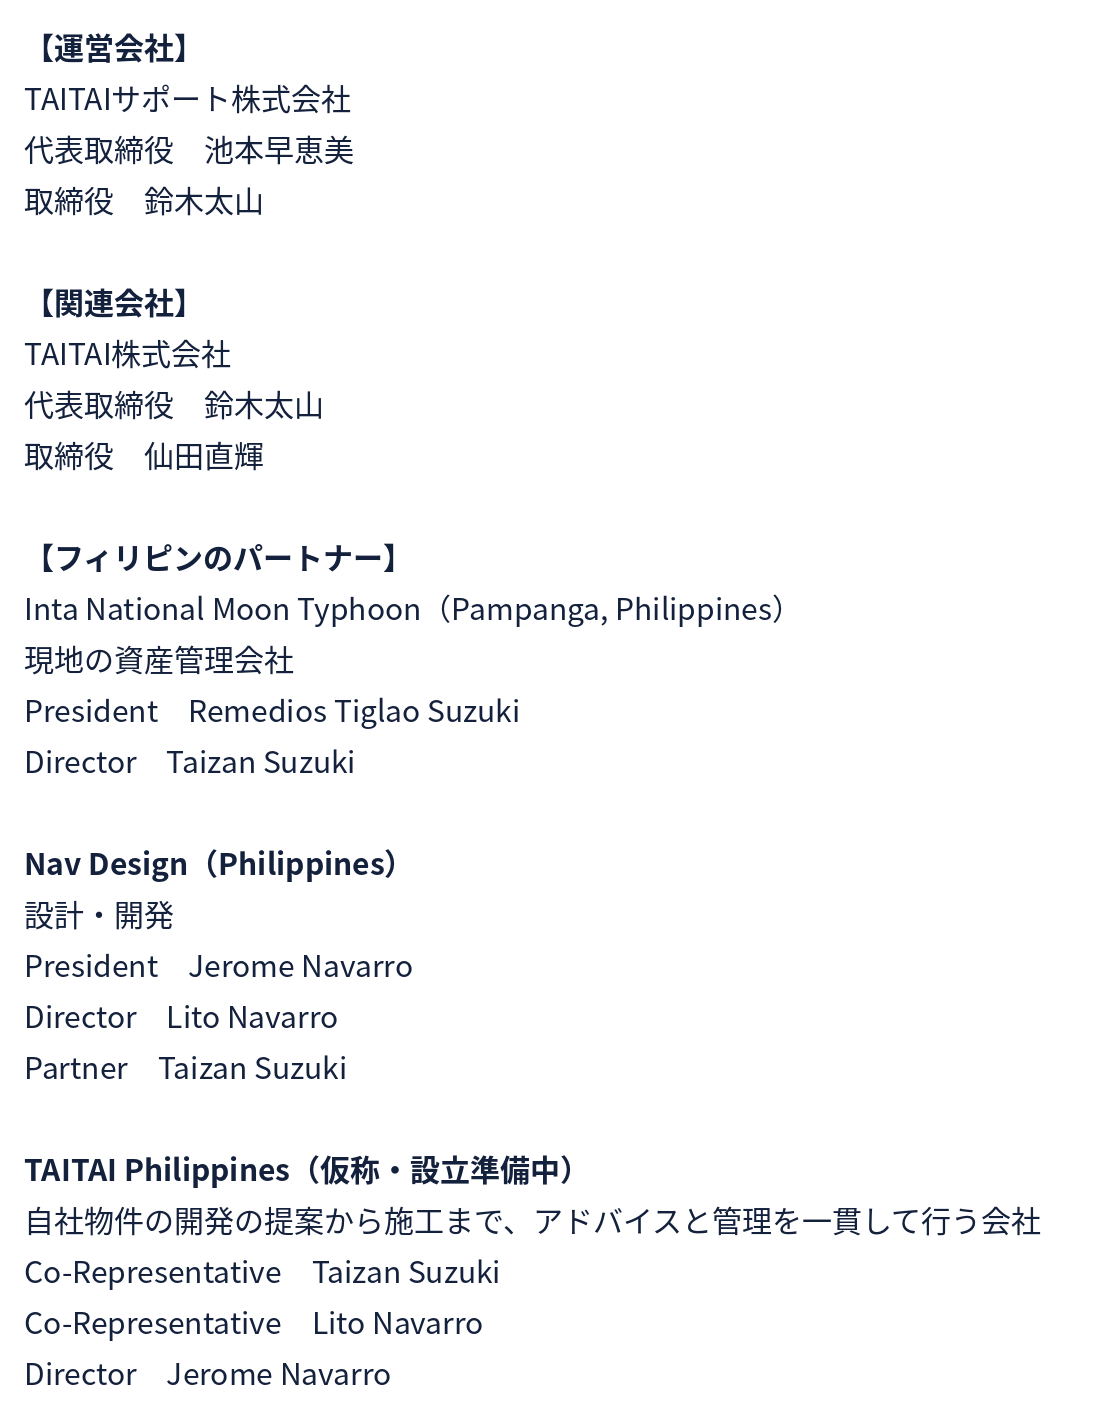 【運営会社】
TAITAIサポート株式会社
代表取締役　池本早恵美
取締役　鈴木太山
【関連会社】
TAITAI株式会社
代表取締役　鈴木太山
取締役　仙田直輝
【フィリピンのパートナー】
Inta National Moon Typhoon（Pampanga, Philippines）
現地の資産管理会社
President　Remedios Tiglao Suzuki
Director　Taizan Suzuki
Nav Design（Philippines）
設計・開発
President　Jerome Navarro
Director　Lito Navarro
Partner　Taizan Suzuki
TAITAI Philippines（仮称・設立準備中）
自社物件の開発の提案から施工まで、アドバイスと管理を一貫して行う会社
Co-Representative　Taizan Suzuki
Co-Representative　Lito Navarro
Director　Jerome Navarro